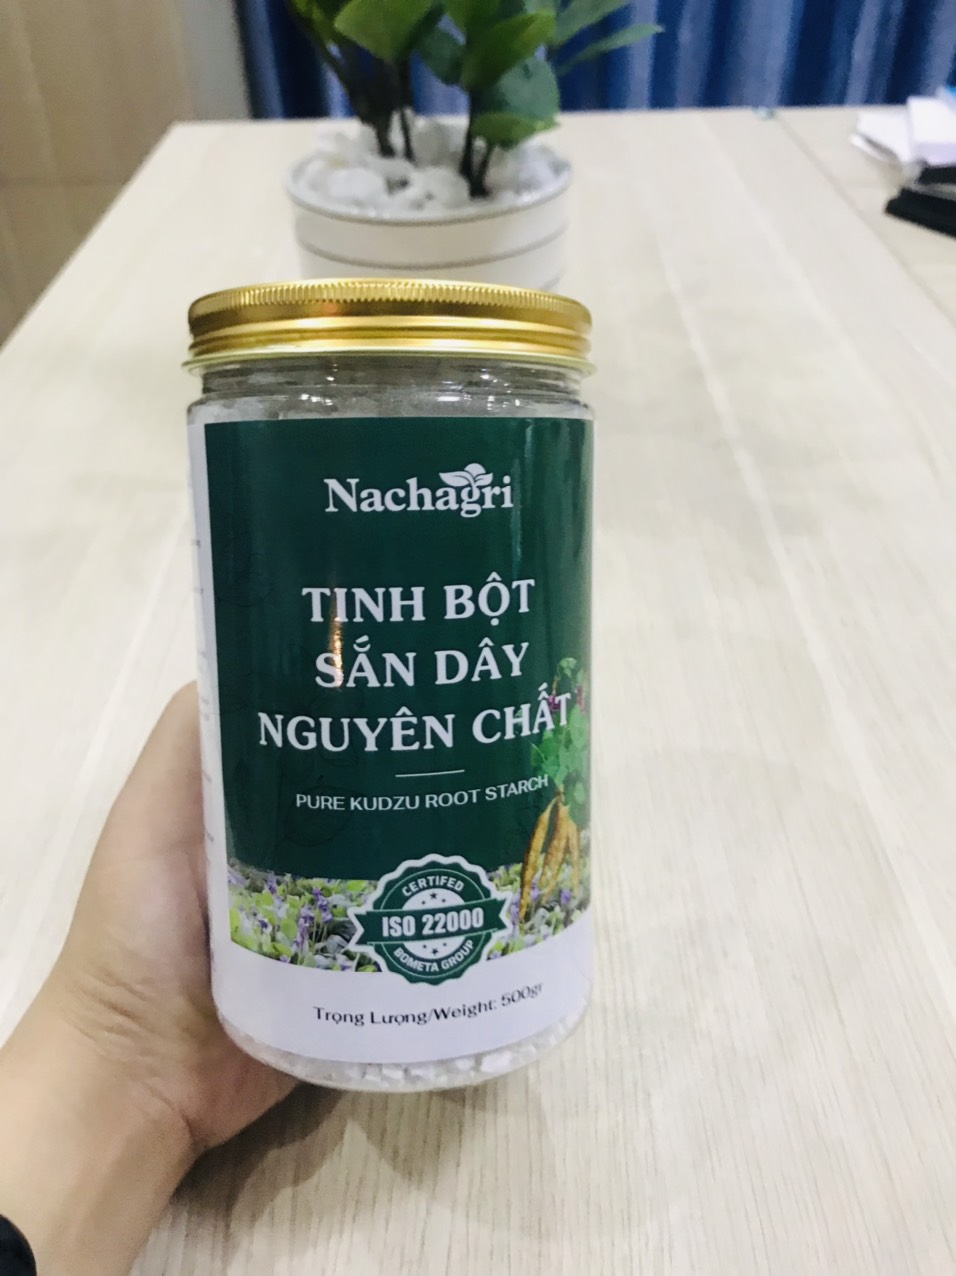 Nachagri
TINH BỘT
SẮN DÂY
NGUYÊN CHẤT
PURE KUDZU ROOT STARCH
CERTIFED
ISO 22000
BOMETA GROUP
Trọng Lượng/Weight: 500gr